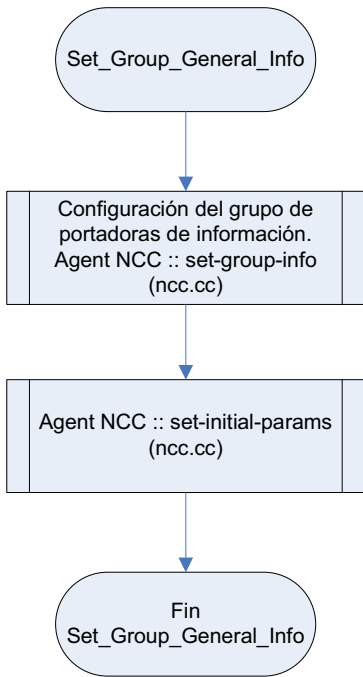 Set_Group_General_Info
Configuración del grupo de
portadoras de información.
Agent NCC :: set-group-info
(ncc.cc)
Agent NCC :: set-initial-params
(ncc.cc)
Fin
Set_Group_General_Info